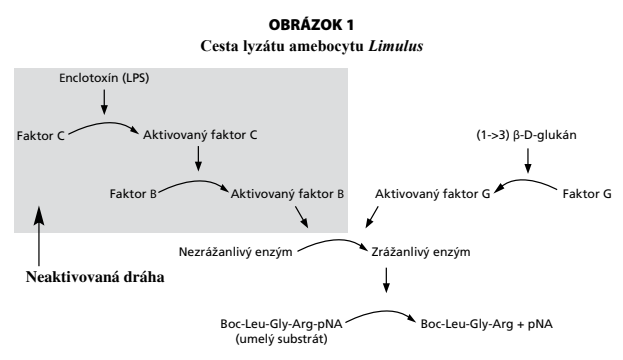 OBRÁZOK 1
Cesta lyzátu amebocytu Limulus
Enclotoxín (LPS)
Faktor C
Aktivovaný faktor C
(1->3) β-D-glukán
Faktor B
Aktivovaný faktor B
Aktivovaný faktor G
Faktor G
Nezrážanlivý enzým
Zrážanlivý enzým
Neaktivovaná dráha
Boc-Leu-Gly-Arg-pNA
(umelý substrát)
Boc-Leu-Gly-Arg + pNA